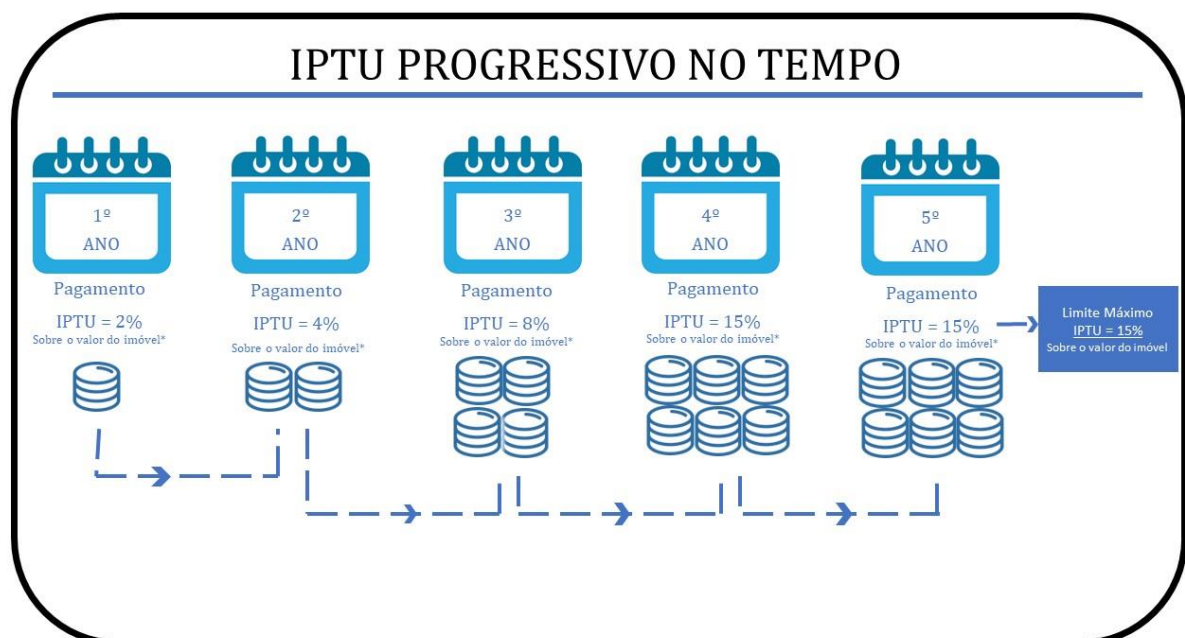 IPTU PROGRESSIVO NO TEMPO
1º
ANO
Pagamento
IPTU = 2%
Sobre o valor do imóvel*
2º
ANO
Pagamento
IPTU = 4%
Sobre o valor do imóvel*
3º
ANO
Pagamento
IPTU = 8%
Sobre o valor do imóvel*
4º
ANO
Pagamento
IPTU = 15%
Sobre o valor do imóvel*
5º
ANO
Pagamento
IPTU = 15%
Sobre o valor do imóvel*
Limite Máximo
IPTU = 15%
Sobre o valor do imóvel